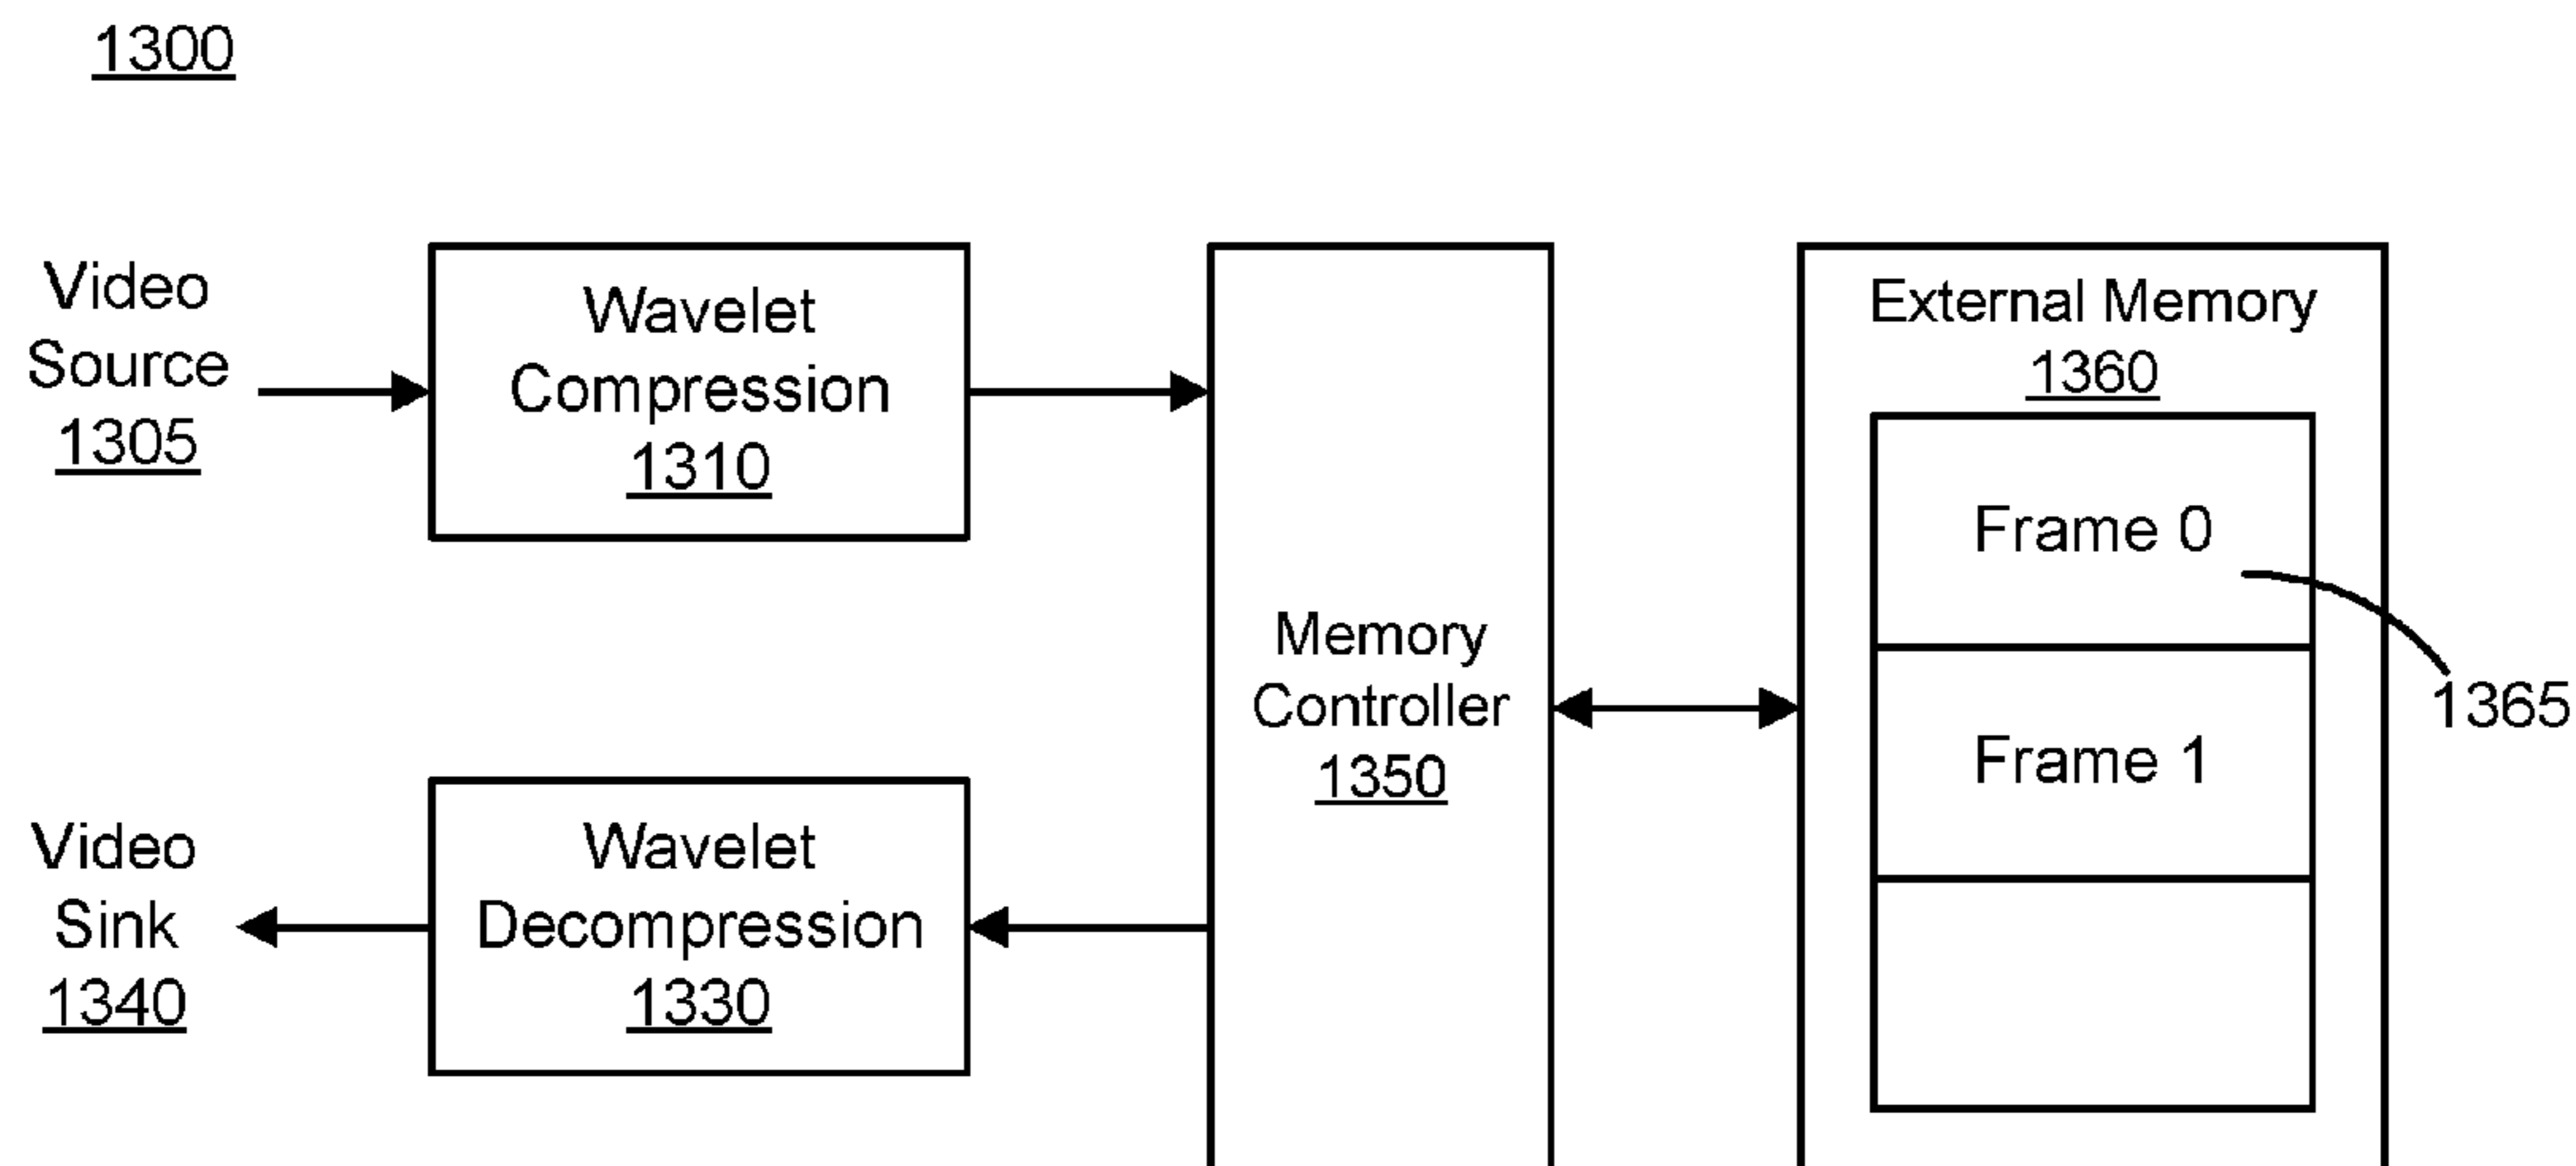 1300
Video
Source
1305
Wavelet
Compression
1310
Memory
Controller
1350
External Memory
1360
Frame 0
Frame 1
1365
Video
Sink
1340
Wavelet
Decompression
1330